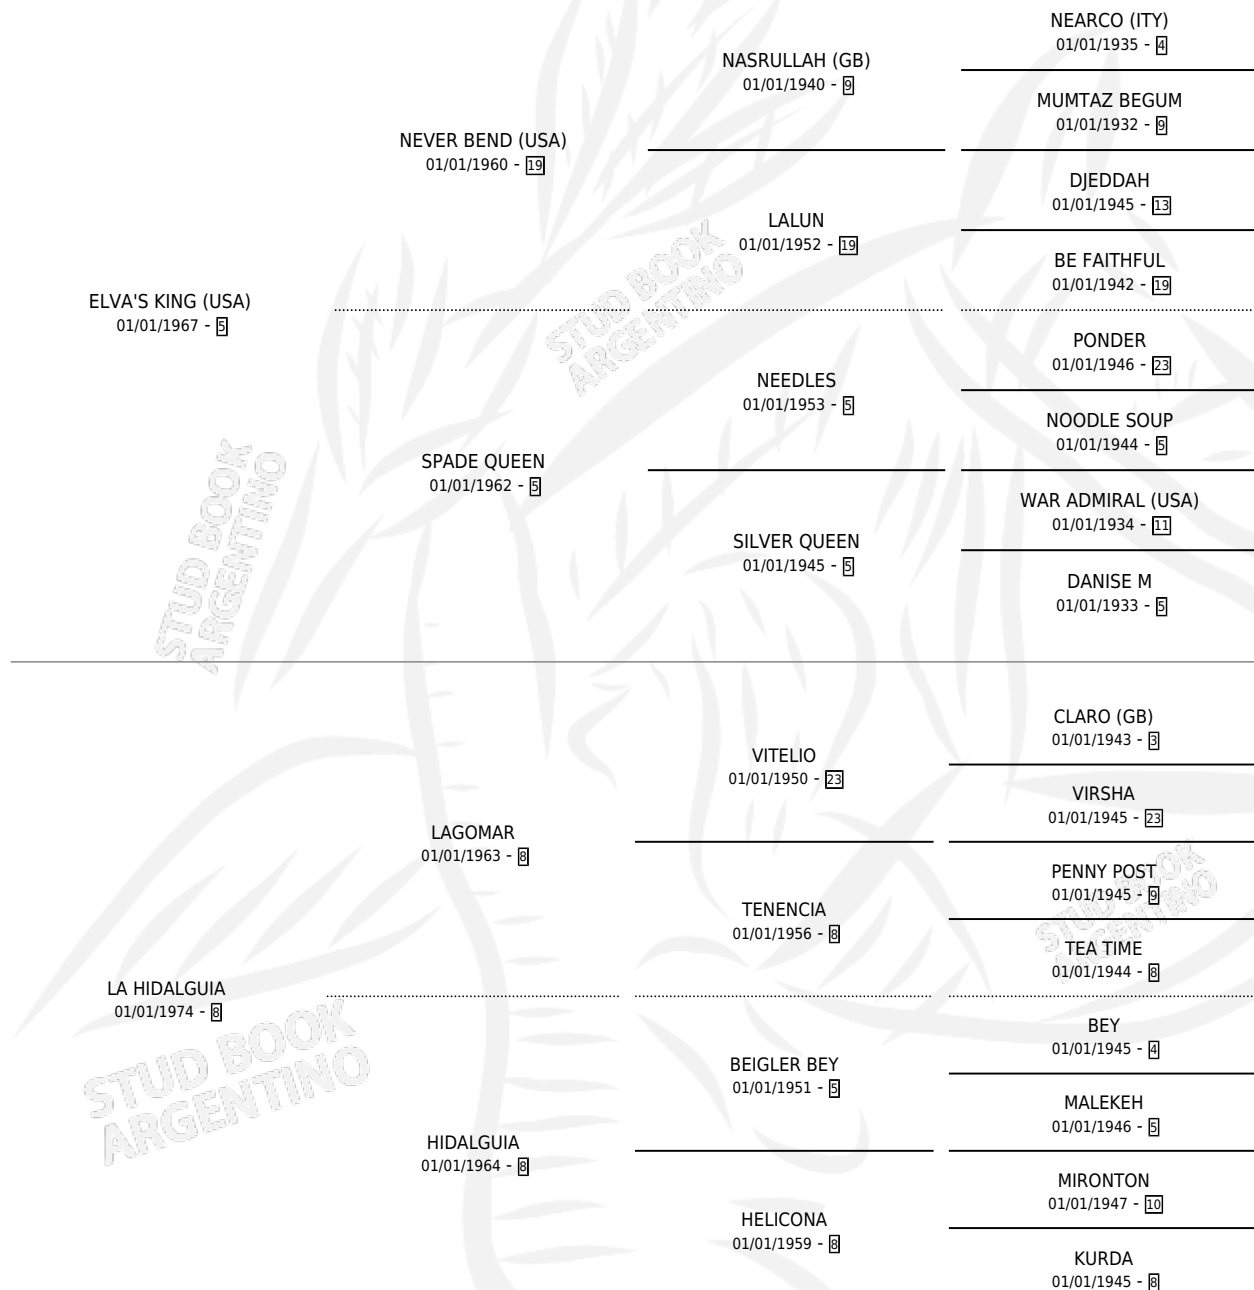 NEARCO (ITY)
01/01/1935 - 4
NASRULLAH (GB)
01/01/1940 - 9
MUMTAZ BEGUM
01/01/1932 - 9
NEVER BEND (USA)
01/01/1960 - 19
DJEDDAH
01/01/1945 - 13
LALUN
01/01/1952 - 19
BE FAITHFUL
01/01/1942 - 19
ELVA'S KING (USA)
01/01/1967 - 5
PONDER
01/01/1946 - 23
NEEDLES
01/01/1953 - 5
NOODLE SOUP
01/01/1944 - 5
SPADE QUEEN
01/01/1962 - 5
WAR ADMIRAL (USA)
01/01/1934 - 11
SILVER QUEEN
01/01/1945 - 5
DANISE M
01/01/1933 - 5
CLARO (GB)
01/01/1943 - 3
VITELIO
01/01/1950 - 23
VIRSHA
01/01/1945 - 23
LAGOMAR
01/01/1963 - 8
PENNY POST
01/01/1945 - 9
TENENCIA
01/01/1956 - 8
TEA TIME
01/01/1944 - 8
LA HIDALGUIA
01/01/1974 - 8
BEY
01/01/1945 - 4
BEIGLER BEY
01/01/1951 - 5
MALEKEH
01/01/1946 - 5
HIDALGUIA
01/01/1964 - 8
MIRONTON
01/01/1947 - 10
HELICONA
01/01/1959 - 8
KURDA
01/01/1945 - 8
STUD BOOK
ARGENTINO
STUD BOOK
ARGENTINO
STUD BOOK
ARGENTINO
STUD BOOK
ARGENTINO